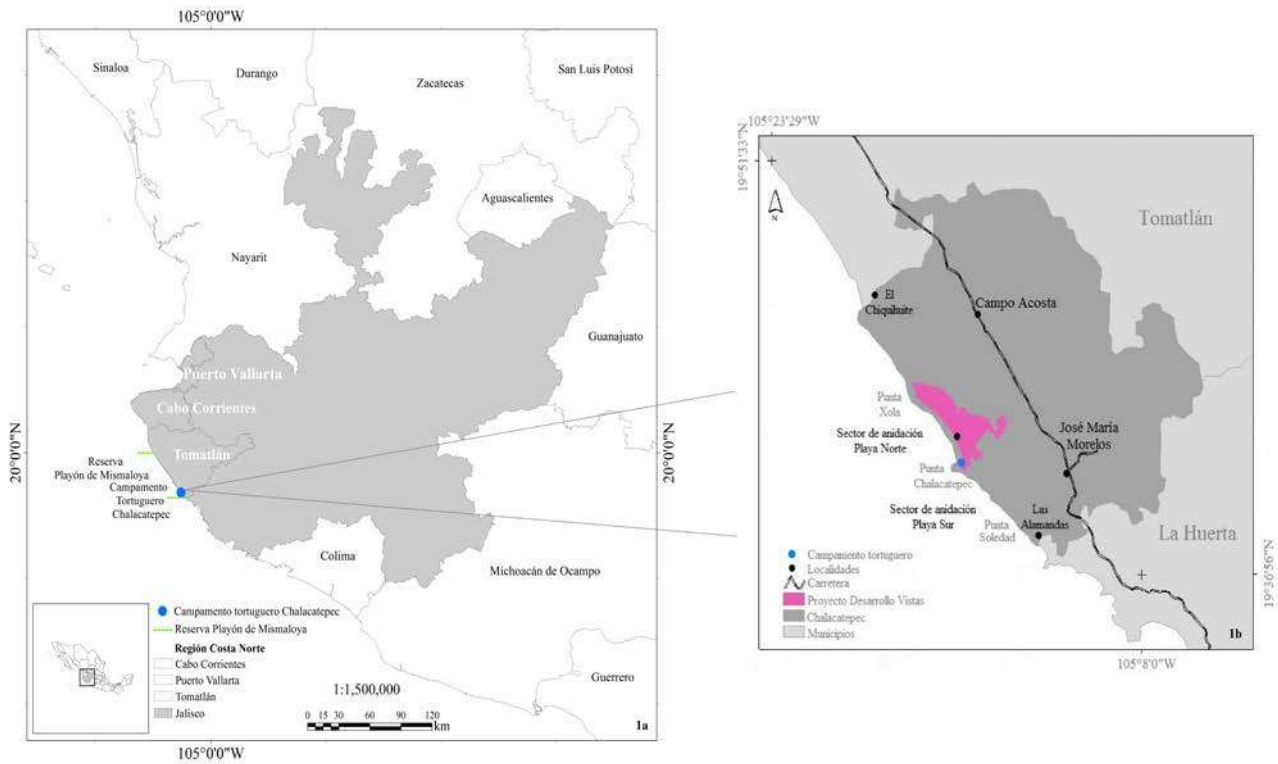 105°0'0"W
Sinaloa
Durango
Zacatecas
San Luis Potosí
Aguascalientes
Nayarit
Guanajuato
Puerto Vallarta
Cabo Corrientes
Tomatlán
20°0'0"N
20°0'0"N
Reserva
Playón de Mismaloya
Campamento
Tortuguero
Chalacatepec
Colima
Michoacán de Ocampo
Guerrero
Campamento tortuguero Chalacatepec
Reserva Playón de Mismaloya
Región Costa Norte
Cabo Corrientes
Puerto Vallarta
Tomatlán
Jalisco
1:1,500,000
0 15 30 60 90 120
km
1a
105°0'0"W
105°23'29"W
19°51'33"N
N
Tomatlán
El
Chiquihuite
Campo Acosta
Punta
Xola
Sector de anidación
Playa Norte
José María
Morelos
Punta
Chalacatepec
Sector de anidación
Playa Sur
Punta
Soledad
Las
Alamandas
La Huerta
Campamento tortuguero
Localidades
Carretera
Proyecto Desarrollo Vistas
Chalacatepec
Municipios
1b
19°36'56"N
105°8'0"W